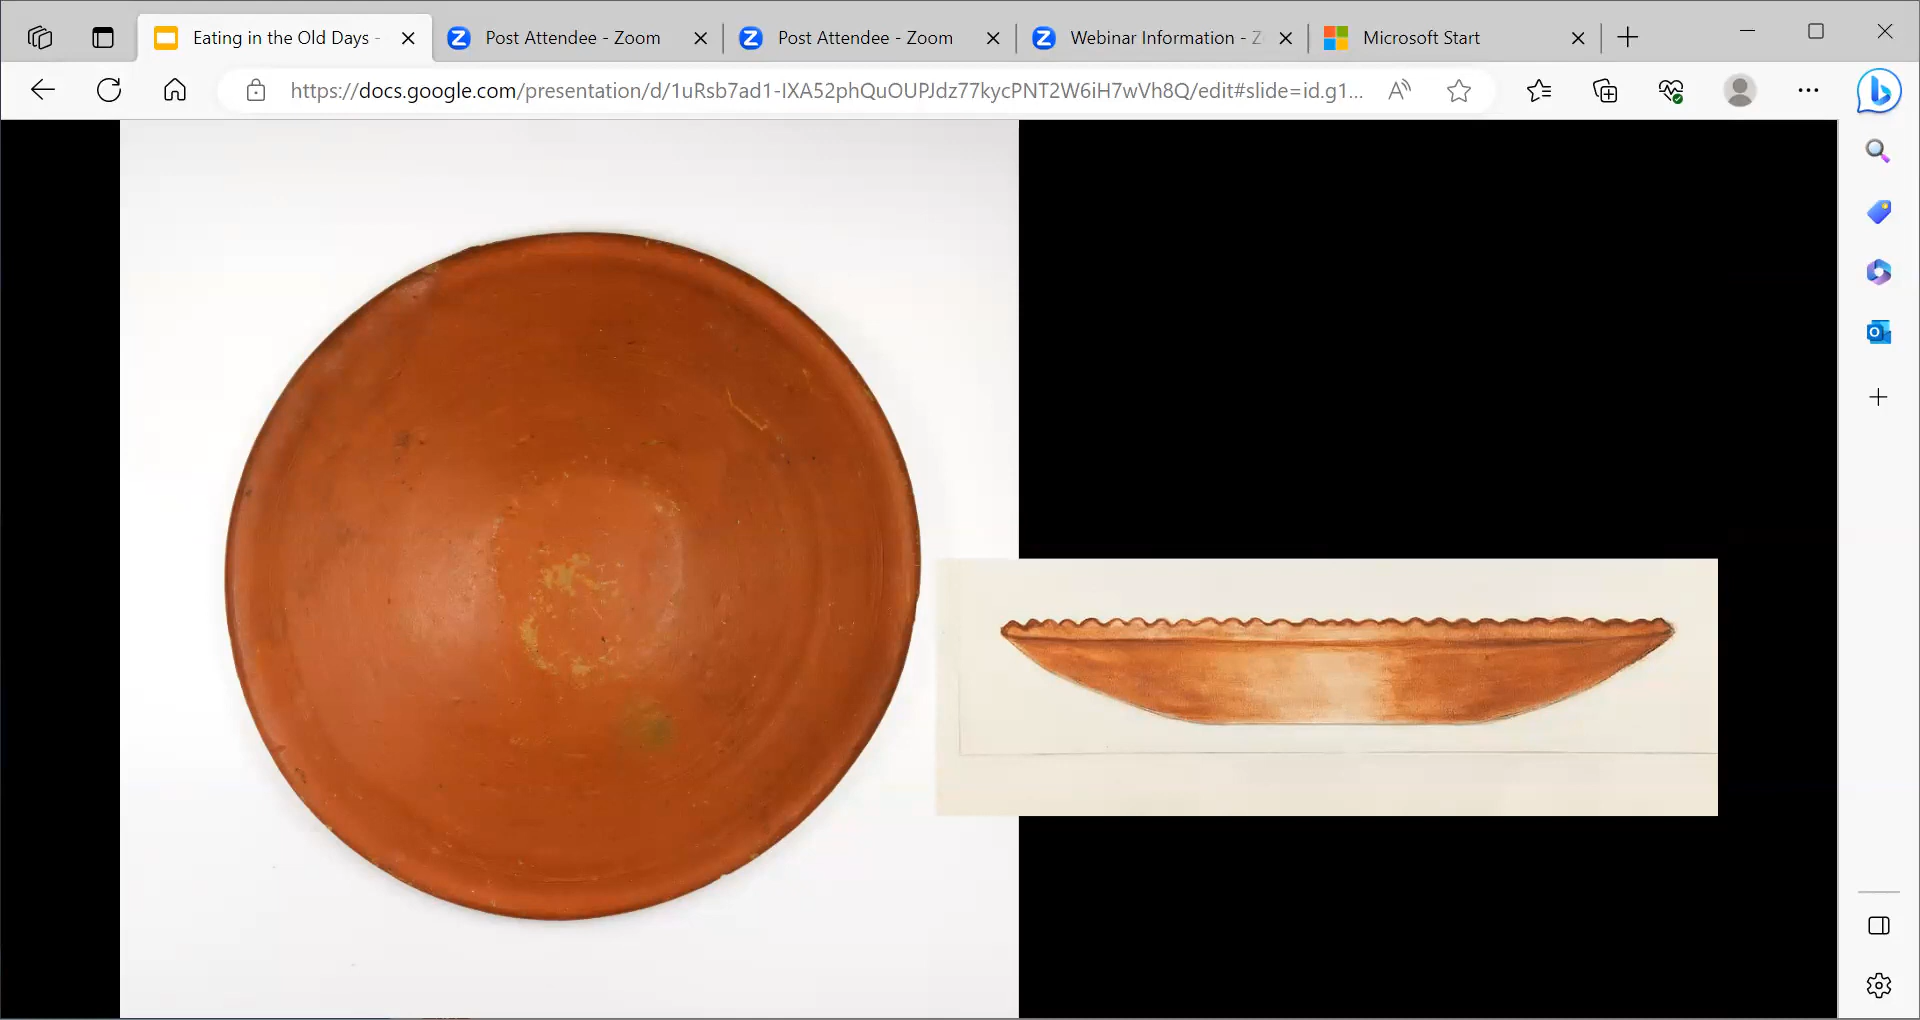 Eating in the Old Days -
Post Attendee - Zoom
Post Attendee - Zoom
Webinar Information - Z
Microsoft Start
https://docs.google.com/presentation/d/1uRsb7ad1-IXA52phQuOUPJdz77kycPNT2W6iH7wVh8Q/edit#slide=id.g1...